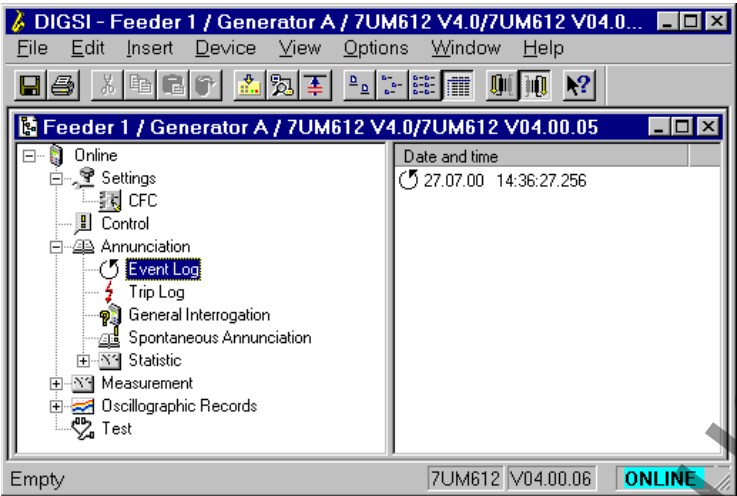 DIGSI - Feeder 1 / Generator A / 7UM612 V4.0/7UM612 V04.0...
File Edit Insert Device View Options Window Help
Feeder 1 / Generator A / 7UM612 V4.0/7UM612 V04.00.05
Online
Settings
CFC
Control
Annunciation
Event Log
Trip Log
General Interrogation
Spontaneous Annunciation
Statistic
Measurement
Oscillographic Records
Test
Date and time
27.07.00 14:36:27.256
Empty 7UM612 V04.00.06 ONLINE